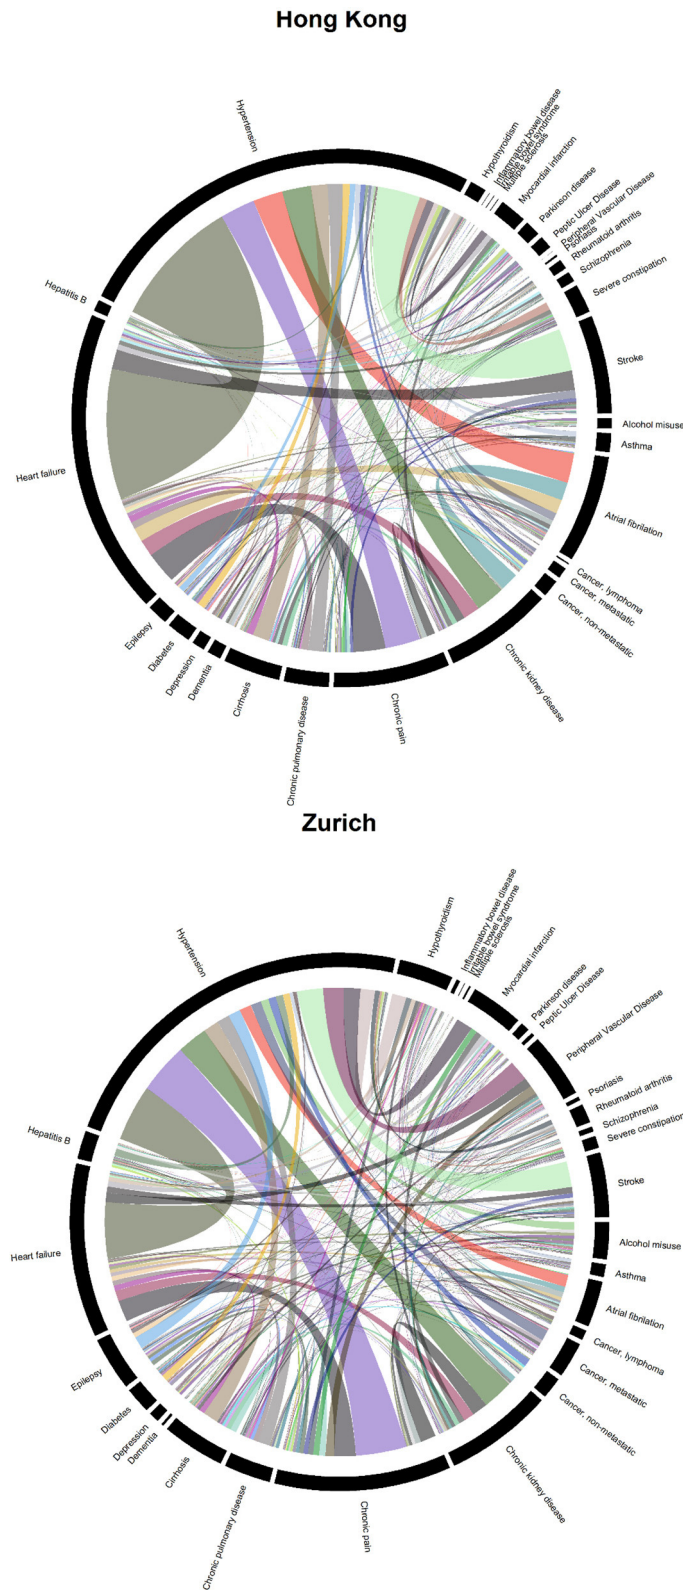 Hong Kong
Hypertension
Hypothyroidism
Inflammatory bowel disease
Irritable bowel syndrome
Multiple sclerosis
Myocardial infarction
Parkinson disease
Peptic Ulcer Disease
Peripheral Vascular Disease
Psoriasis
Rheumatoid arthritis
Schizophrenia
Severe constipation
Stroke
Alcohol misuse
Asthma
Atrial fibrilation
Cancer, lymphoma
Cancer, metastatic
Cancer, non-metastatic
Chronic kidney disease
Chronic pain
Chronic pulmonary disease
Cirrhosis
Dementia
Depression
Diabetes
Epilepsy
Heart failure
Hepatitis B
Zurich
Hypertension
Hypothyroidism
Inflammatory bowel disease
Irritable bowel syndrome
Multiple sclerosis
Myocardial infarction
Parkinson disease
Peptic Ulcer Disease
Peripheral Vascular Disease
Psoriasis
Rheumatoid arthritis
Schizophrenia
Severe constipation
Stroke
Alcohol misuse
Asthma
Atrial fibrilation
Cancer, lymphoma
Cancer, metastatic
Cancer, non-metastatic
Chronic kidney disease
Chronic pain
Chronic pulmonary disease
Cirrhosis
Dementia
Depression
Diabetes
Epilepsy
Heart failure
Hepatitis B